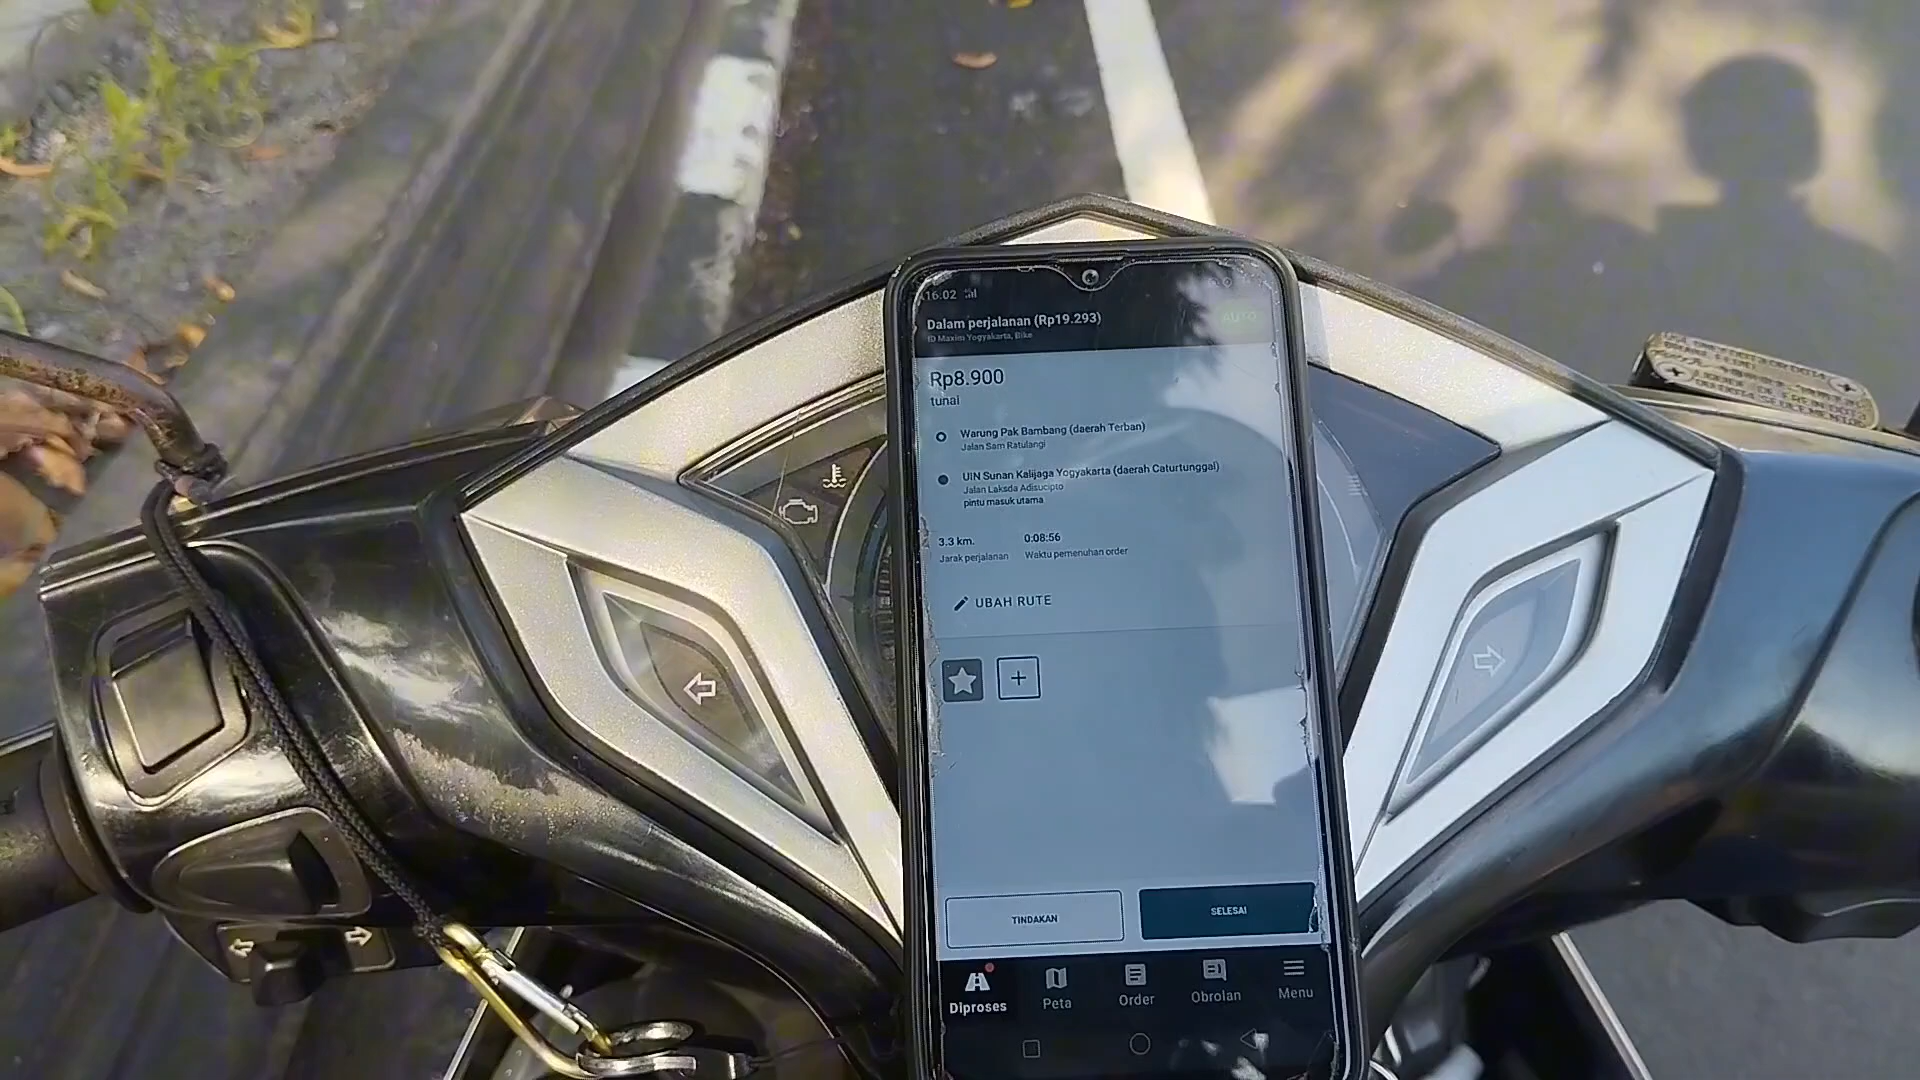 16:02
Dalam perjalanan (Rp19.293)
AUTO
ID Maxim Yogyakarta, Bike
Rp8.900
tunai
Warung Pak Bambang (daerah Terban)
Jalan Sam Ratulangi
UIN Sunan Kalijaga Yogyakarta (daerah Caturtunggal)
Jalan Laksda Adisucipto
pintu masuk utama
3.3 km.
0:08:56
Jarak perjalanan
Waktu pemenuhan order
UBAH RUTE
TINDAKAN
SELESAI
Diproses
Peta
Order
Obrolan
Menu